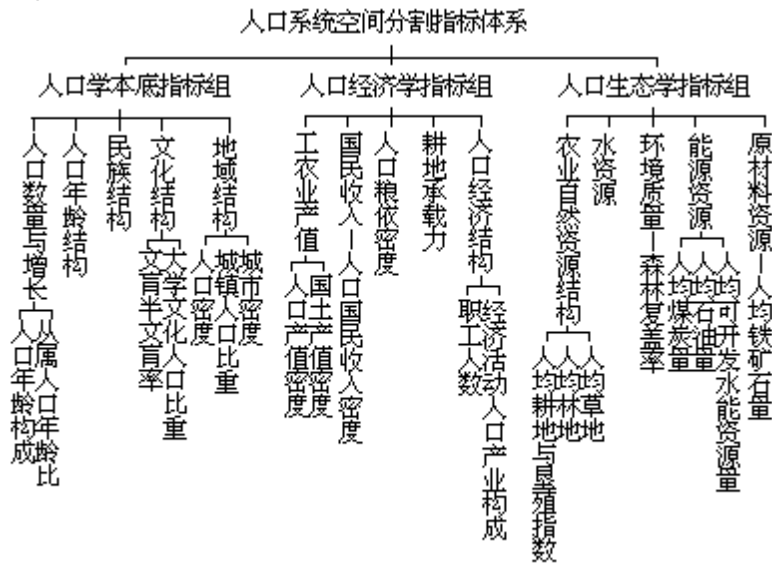 人口系统空间分割指标体系
人口学本底指标组
人口经济学指标组
人口生态学指标组
人口数量与增长
人口年龄结构
民族结构
文化结构
地域结构
工农业产值
国民收入—人口国民收入密度
人口粮依密度
耕地承载力
人口经济结构
农业自然资源结构
水资源
环境质量—森林复盖率
能源资源
原材料资源—人均铁矿石量
人口年龄构成
从属人口年龄比
文盲半文盲率
大学文化人口比重
人口密度
城镇人口比重
城市密度
人口产值密度
国土产值密度
职工人数
经济活动人口产业构成
人均耕地与垦殖指数
人均林地
人均草地
人均煤炭量
人均石油量
人均可开发水能资源量